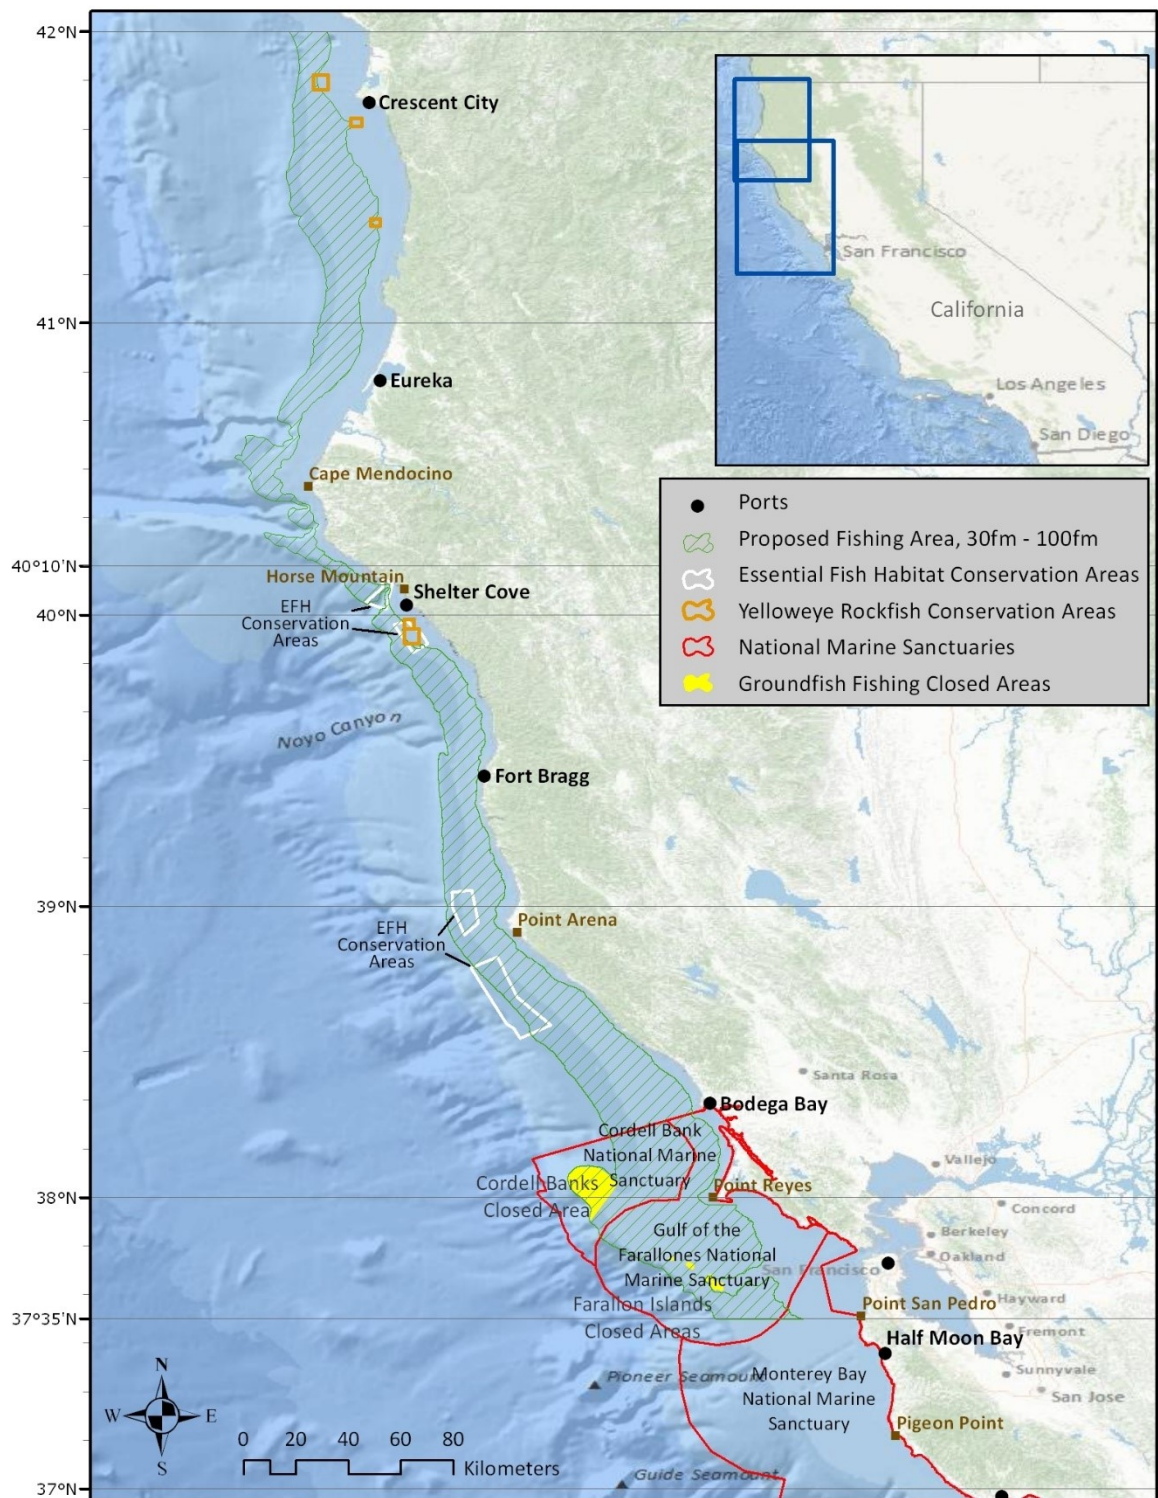 42°N
Crescent City
San Francisco
California
Los Angeles
San Diego
41°N
Eureka
Cape Mendocino
Ports
Proposed Fishing Area, 30fm - 100fm
Essential Fish Habitat Conservation Areas
Yelloweye Rockfish Conservation Areas
National Marine Sanctuaries
Groundfish Fishing Closed Areas
40°10'N
Horse Mountain
Shelter Cove
EFH
Conservation
Areas
40°N
Noyo Canyon
Fort Bragg
39°N
Point Arena
EFH
Conservation
Areas
Santa Rosa
Bodega Bay
Cordell Bank
National Marine
Sanctuary
Vallejo
Cordell Banks
Closed Area
Point Reyes
38°N
Concord
Gulf of the
Farallones National
Marine Sanctuary
Berkeley
Oakland
San Francisco
Farallon Islands
Closed Areas
Hayward
Point San Pedro
37°35'N
Fremont
Half Moon Bay
Sunnyvale
Pioneer Seamount
Monterey Bay
National Marine
Sanctuary
San Jose
N
W
E
S
Pigeon Point
0 20 40 60 80
Kilometers
Guide Seamount
37°N